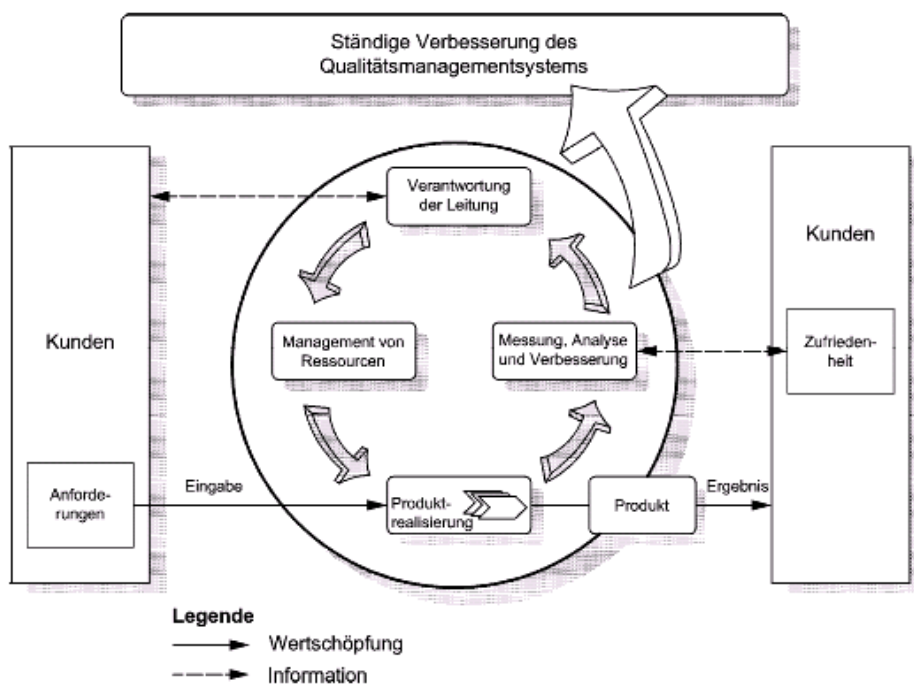 Ständige Verbesserung des
Qualitätsmanagementsystems
Verantwortung
der Leitung
Kunden
Kunden
Management von
Ressourcen
Messung, Analyse
und Verbesserung
Zufrieden-
heit
Anforde-
rungen
Eingabe
Produkt-
realisierung
Produkt
Ergebnis
Legende
Wertschöpfung
Information